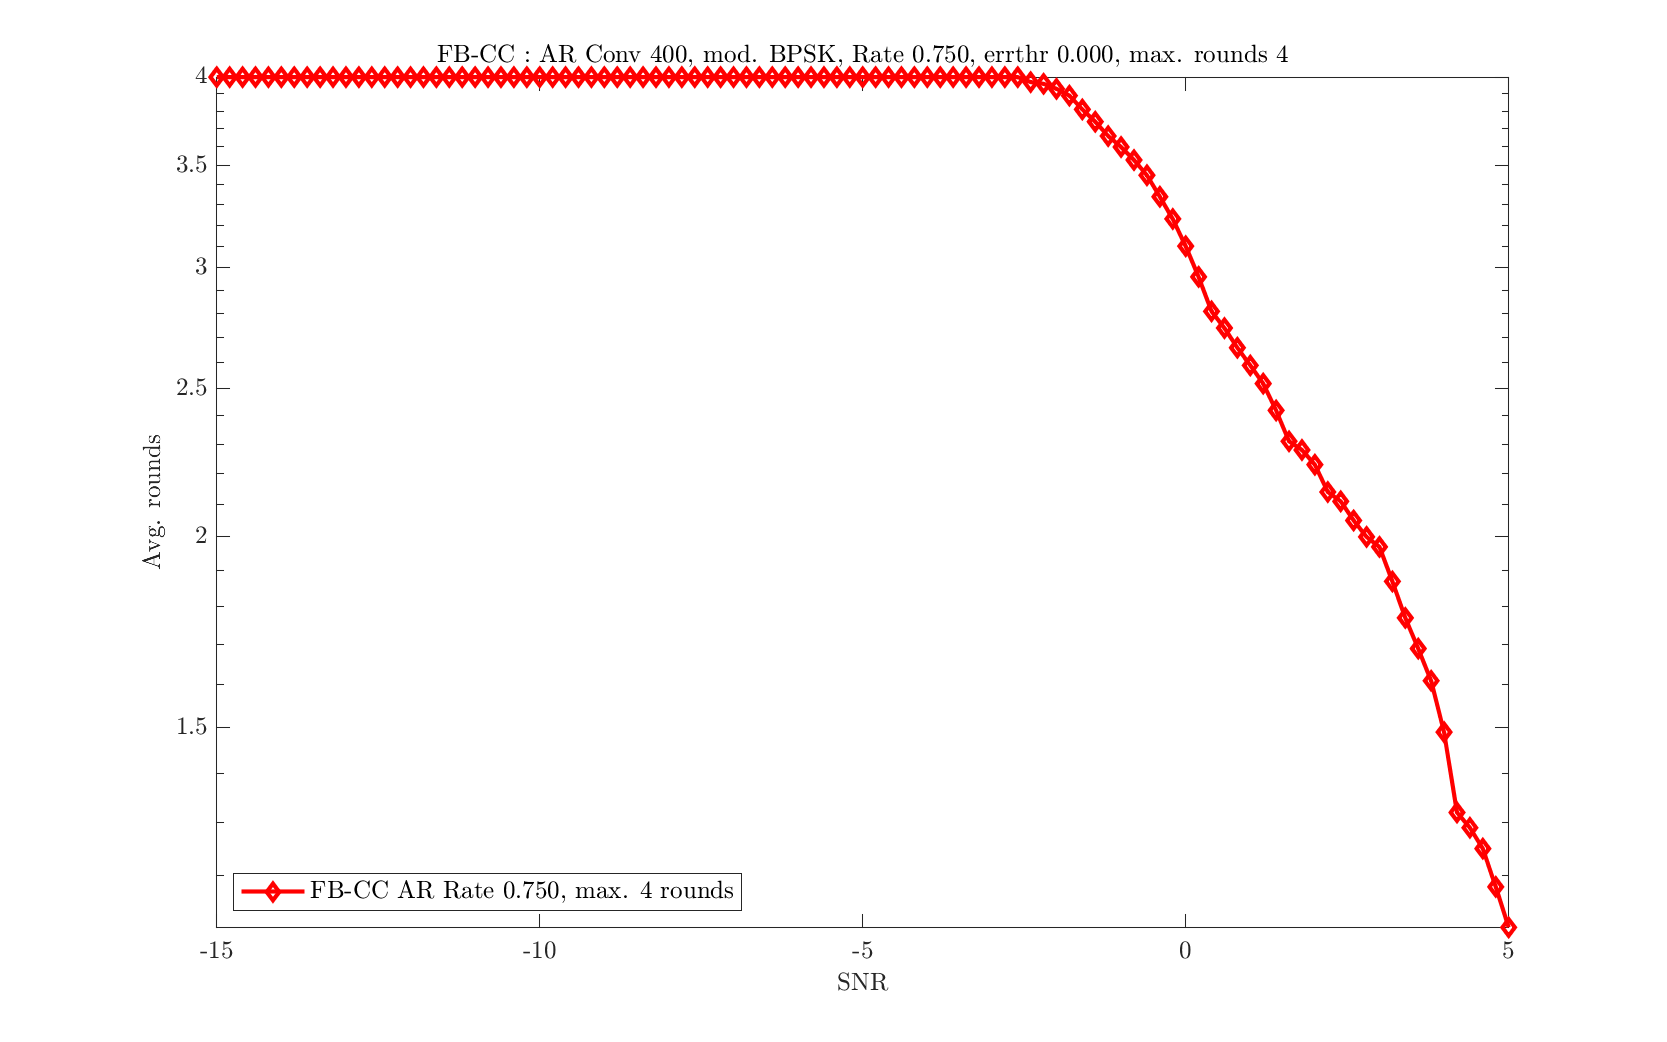 FB-CC : AR Conv 400, mod. BPSK, Rate 0.750, errthr 0.000, max. rounds 4
4
3.5
3
2.5
2
1.5
Avg. rounds
FB-CC AR Rate 0.750, max. 4 rounds
-15 -10 -5 0 5
SNR